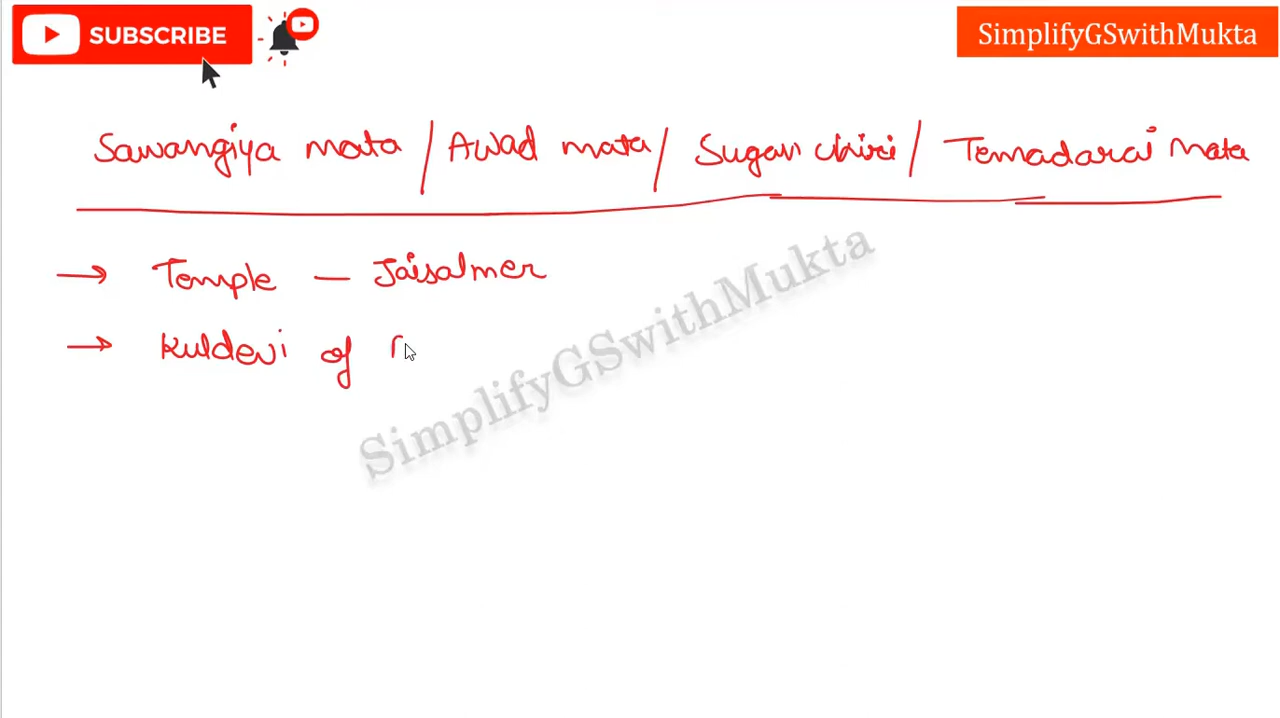 SUBSCRIBE
SimplifyGSwithMukta
Sawangiya mata / Awad mata / Sugan chiri / Temadarai Mata
→ Temple — Jaisalmer
→ Kuldevi of
SimplifyGSwithMukta